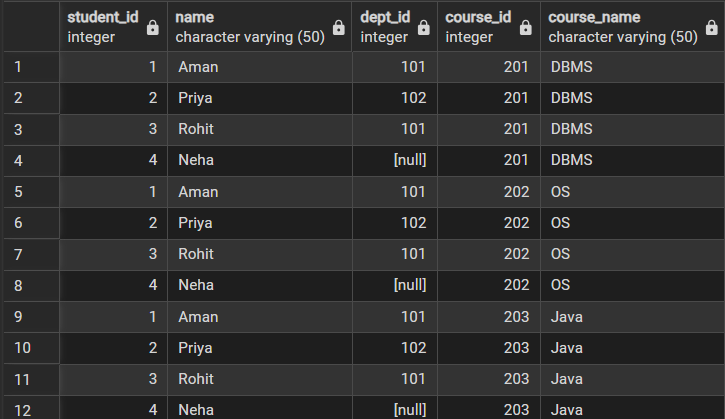 student_id name dept_id course_id course_name
integer character varying (50) integer integer character varying (50)
1 1 Aman 101 201 DBMS
2 2 Priya 102 201 DBMS
3 3 Rohit 101 201 DBMS
4 4 Neha [null] 201 DBMS
5 1 Aman 101 202 OS
6 2 Priya 102 202 OS
7 3 Rohit 101 202 OS
8 4 Neha [null] 202 OS
9 1 Aman 101 203 Java
10 2 Priya 102 203 Java
11 3 Rohit 101 203 Java
12 4 Neha [null] 203 Java